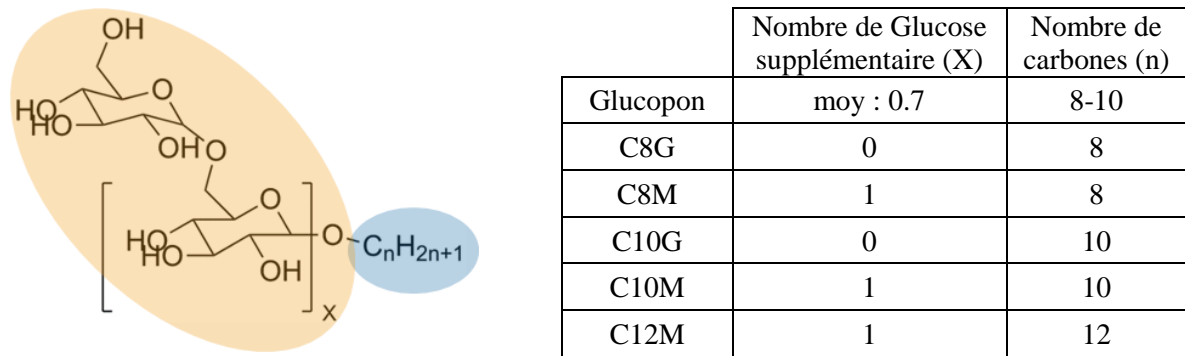 OH
O
HO
HO
OH
O
O
HO
HO
OH
O
CnH2n+1
X
Nombre de Glucose supplémentaire (X) Nombre de carbones (n)
Glucopon moy : 0.7 8-10
C8G 0 8
C8M 1 8
C10G 0 10
C10M 1 10
C12M 1 12